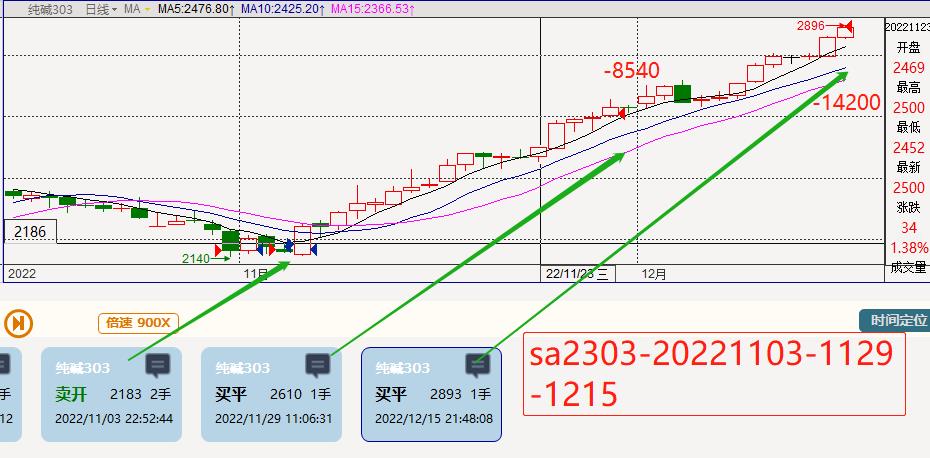 纯碱303 日线 MA MA5:2476.80↑ MA10:2425.20↑ MA15:2366.53↑
2896
20221123
开盘
2469
最高
2500
最低
2452
最新
2500
涨跌
34
1.38%
成交量
-8540
-14200
2186
2140
2022 11月 22/11/23 三 12月
倍速 900X
时间定位
手
12
纯碱303
卖开 2183 2手
2022/11/03 22:52:44
纯碱303
买平 2610 1手
2022/11/29 11:06:31
纯碱303
买平 2893 1手
2022/12/15 21:48:08
sa2303-20221103-1129
-1215